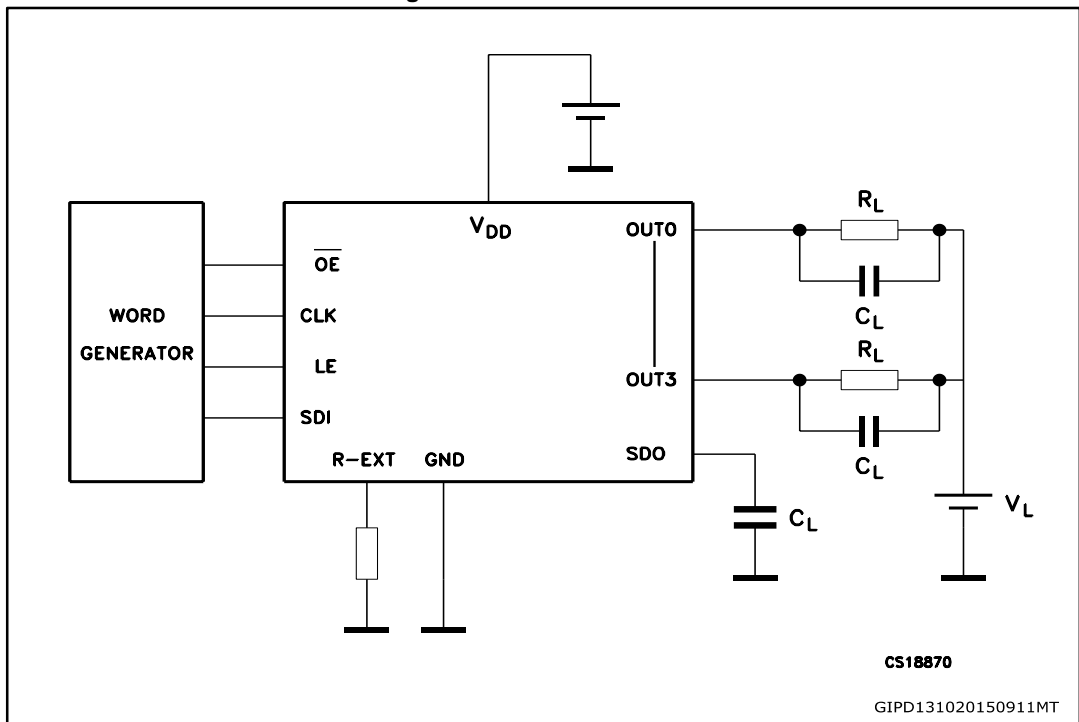 V_DD
WORD
GENERATOR
OE
CLK
LE
SDI
R-EXT
GND
OUT0
OUT3
SDO
R_L
C_L
R_L
C_L
C_L
V_L
CS18870
GIPD131020150911MT